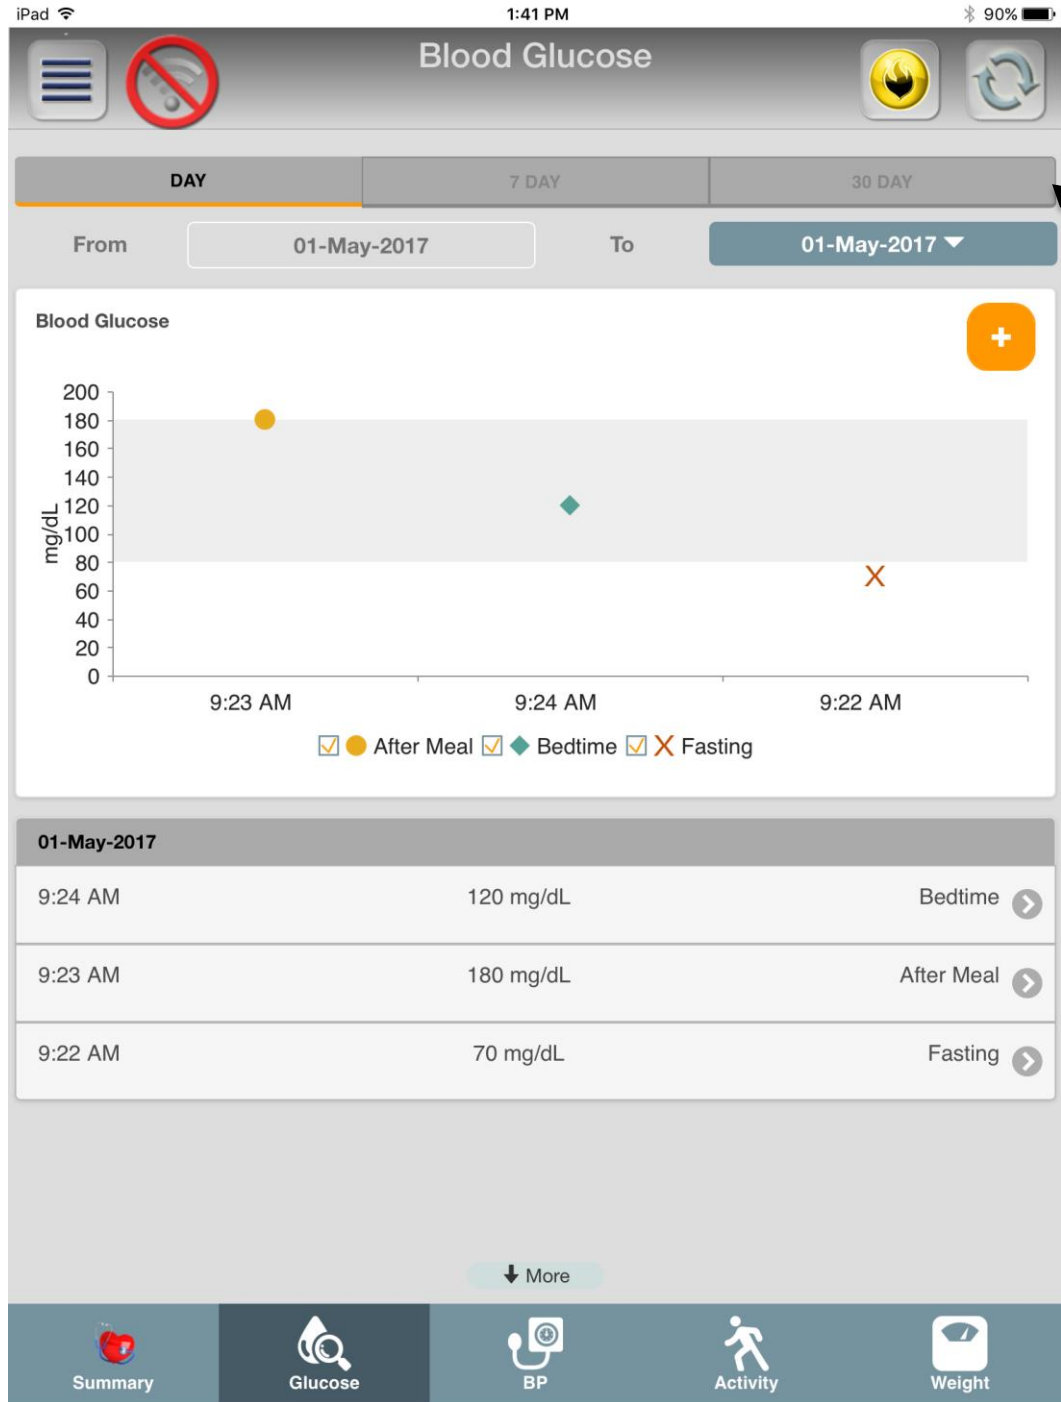 iPad 1:41 PM 90%
Blood Glucose
DAY 7 DAY 30 DAY
From 01-May-2017 To 01-May-2017
Blood Glucose
+
200
180
160
140
120
100
80
60
40
20
0
mg/dL
9:23 AM 9:24 AM 9:22 AM
After Meal Bedtime Fasting
01-May-2017
9:24 AM 120 mg/dL Bedtime
9:23 AM 180 mg/dL After Meal
9:22 AM 70 mg/dL Fasting
More
Summary Glucose BP Activity Weight